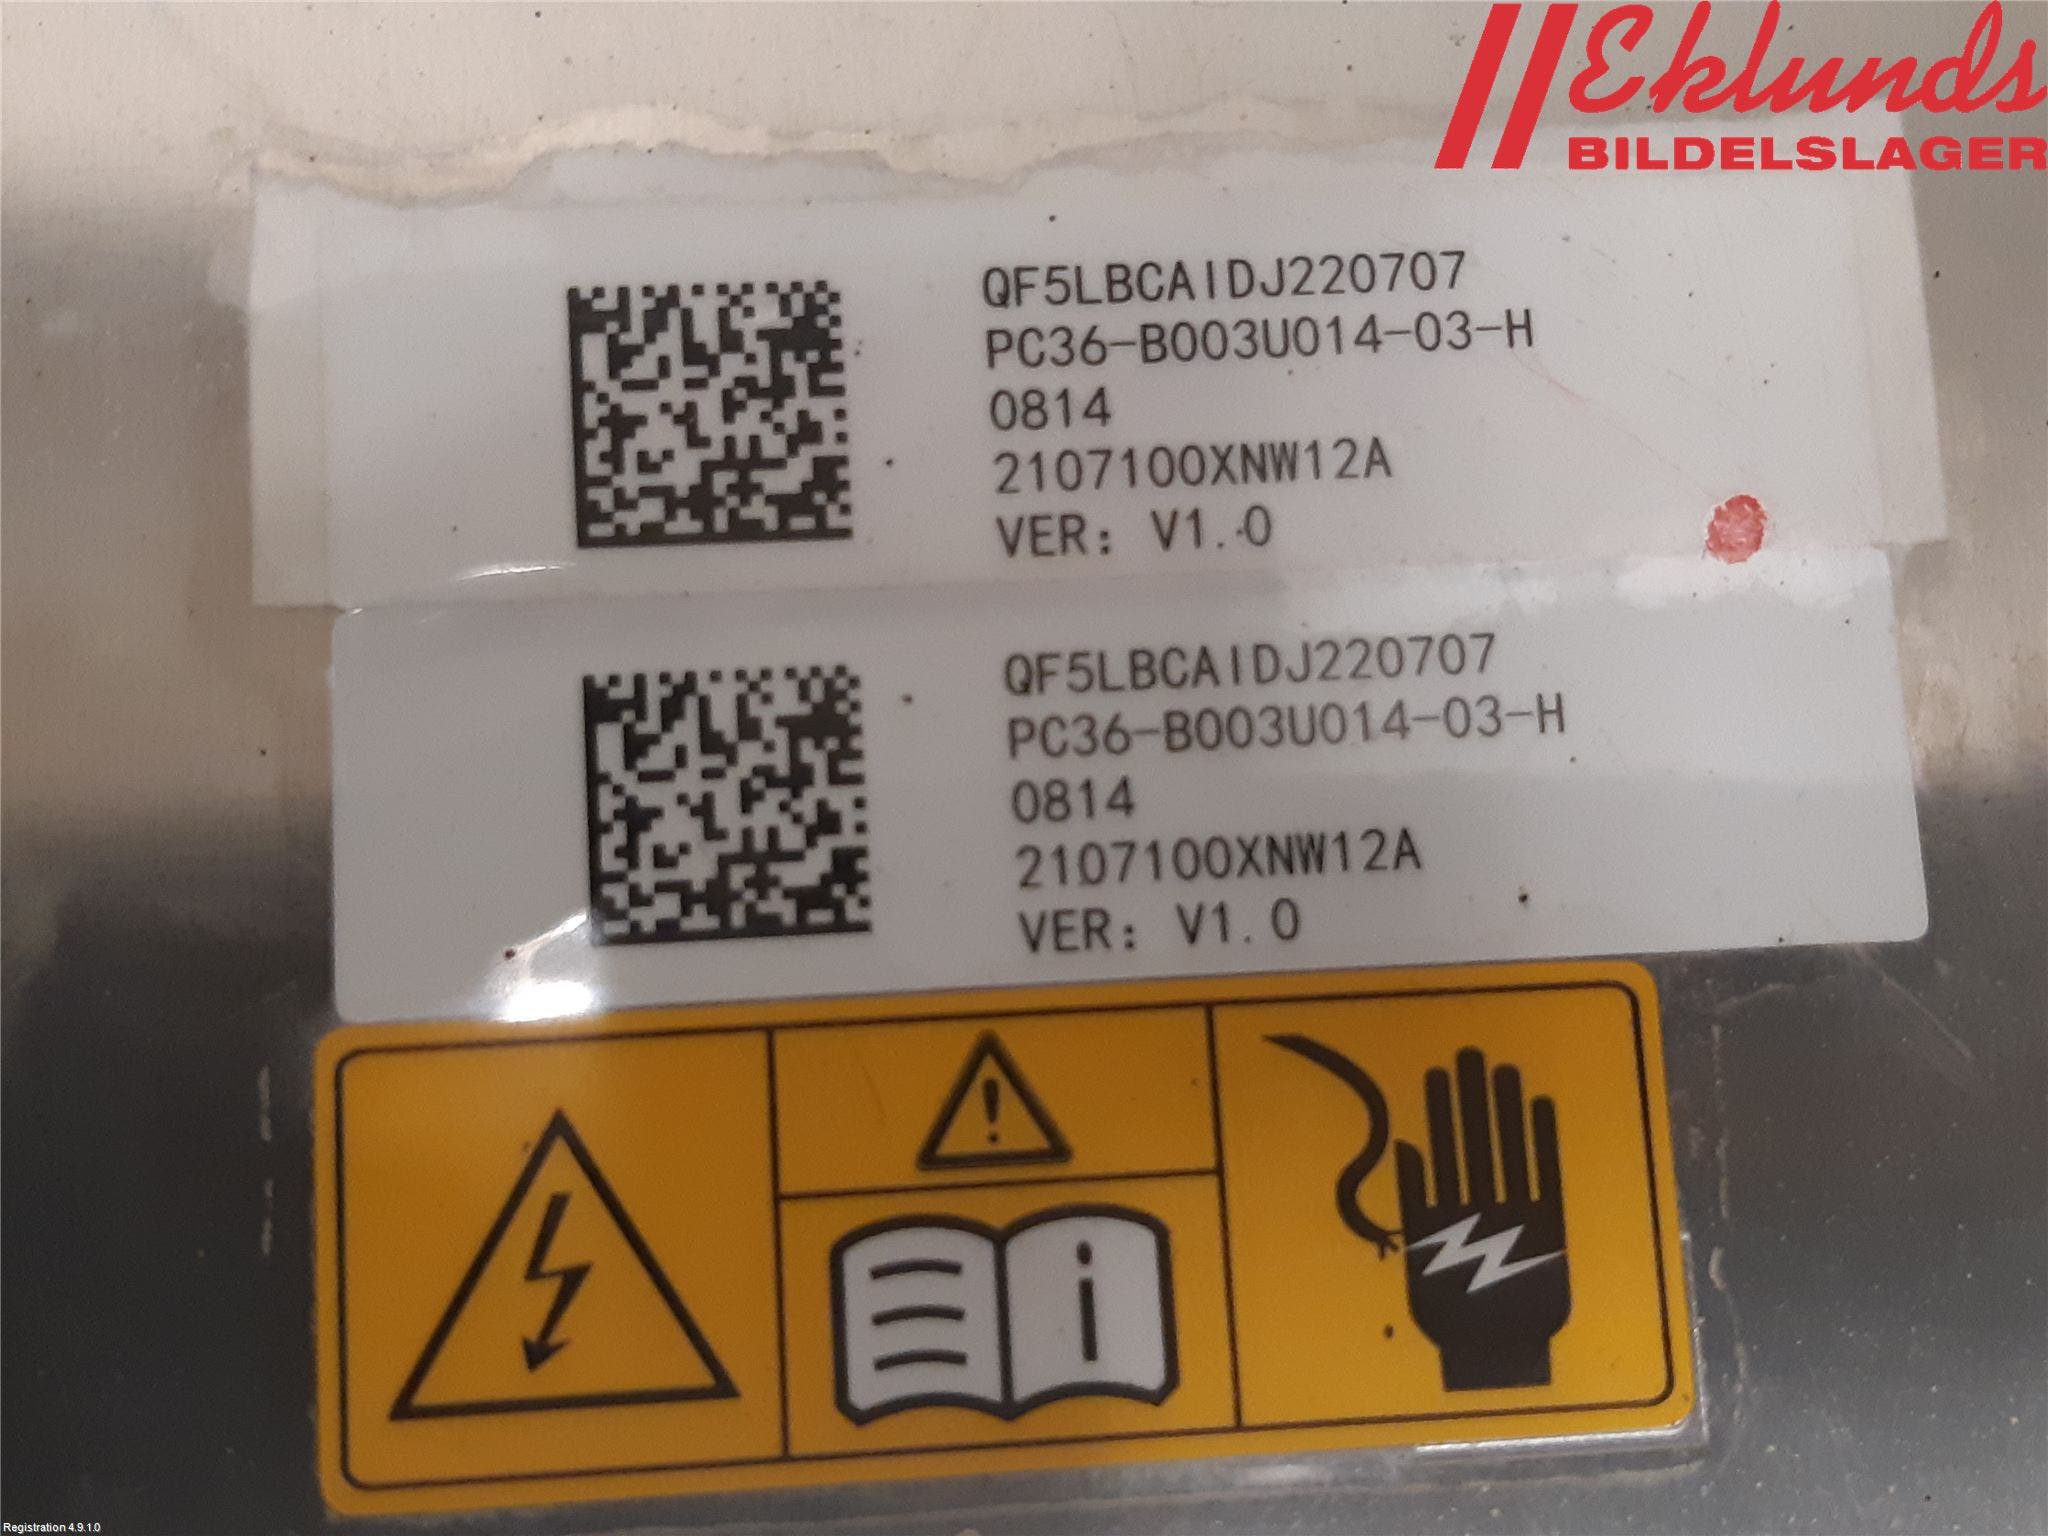 Eklunds
BILDELSLAGER
QF5LBCAIDJ220707
PC36-B003U014-03-H
0814
2107100XNW12A
VER: V1.0
QF5LBCAIDJ220707
PC36-B003U014-03-H
0814
2107100XNW12A
VER: V1.0
Registration 4.9.1.0